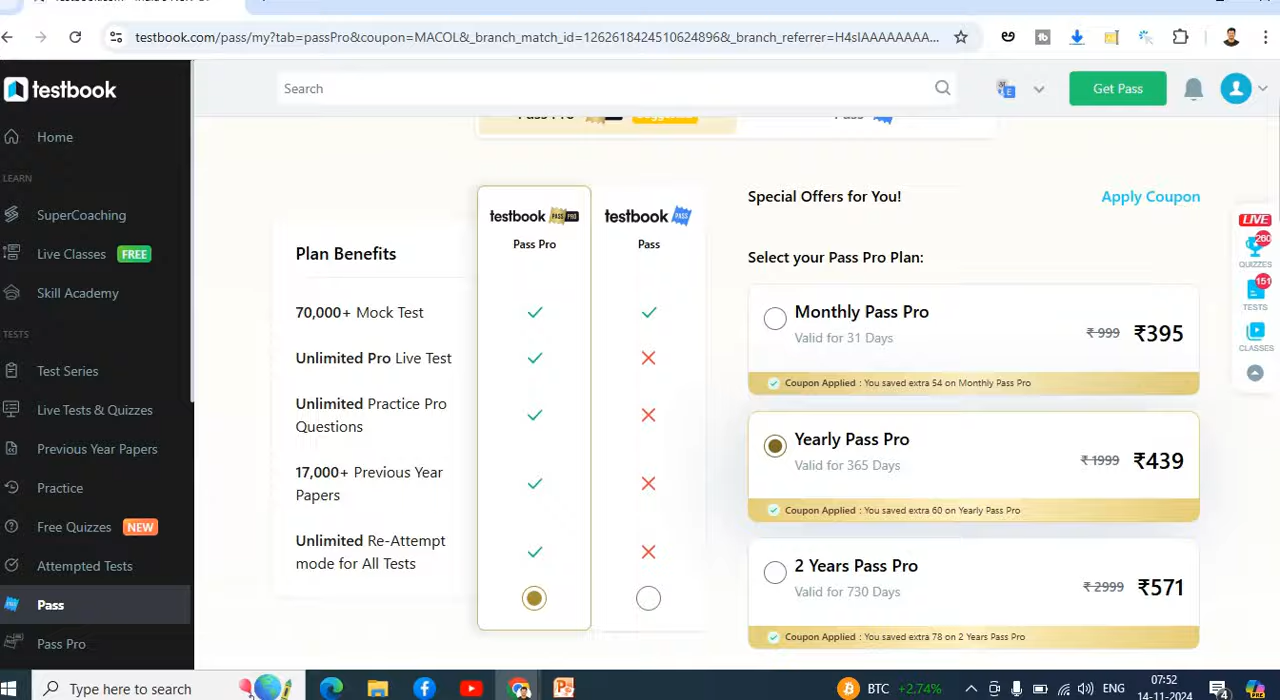 testbook.com/pass/my?tab=passPro&coupon=MACOL&_branch_match_id=1262618424510624896&_branch_referrer=H4sIAAAAAAAA...
testbook
Search
Get Pass
Home
LEARN
SuperCoaching
Live Classes FREE
Skill Academy
TESTS
Test Series
Live Tests & Quizzes
Previous Year Papers
Practice
Free Quizzes NEW
Attempted Tests
Pass
Pass Pro
Plan Benefits
testbook PASS PRO
Pass Pro
testbook PASS
Pass
70,000+ Mock Test
Unlimited Pro Live Test
Unlimited Practice Pro
Questions
17,000+ Previous Year
Papers
Unlimited Re-Attempt
mode for All Tests
Special Offers for You!
Apply Coupon
Select your Pass Pro Plan:
Monthly Pass Pro
Valid for 31 Days
₹ 999 ₹395
Coupon Applied : You saved extra 54 on Monthly Pass Pro
Yearly Pass Pro
Valid for 365 Days
₹ 1999 ₹439
Coupon Applied : You saved extra 60 on Yearly Pass Pro
2 Years Pass Pro
Valid for 730 Days
₹ 2999 ₹571
Coupon Applied : You saved extra 78 on 2 Years Pass Pro
LIVE
260
QUIZZES
151
TESTS
CLASSES
Type here to search
BTC +2.74%
ENG
07:52
14-11-2024
4